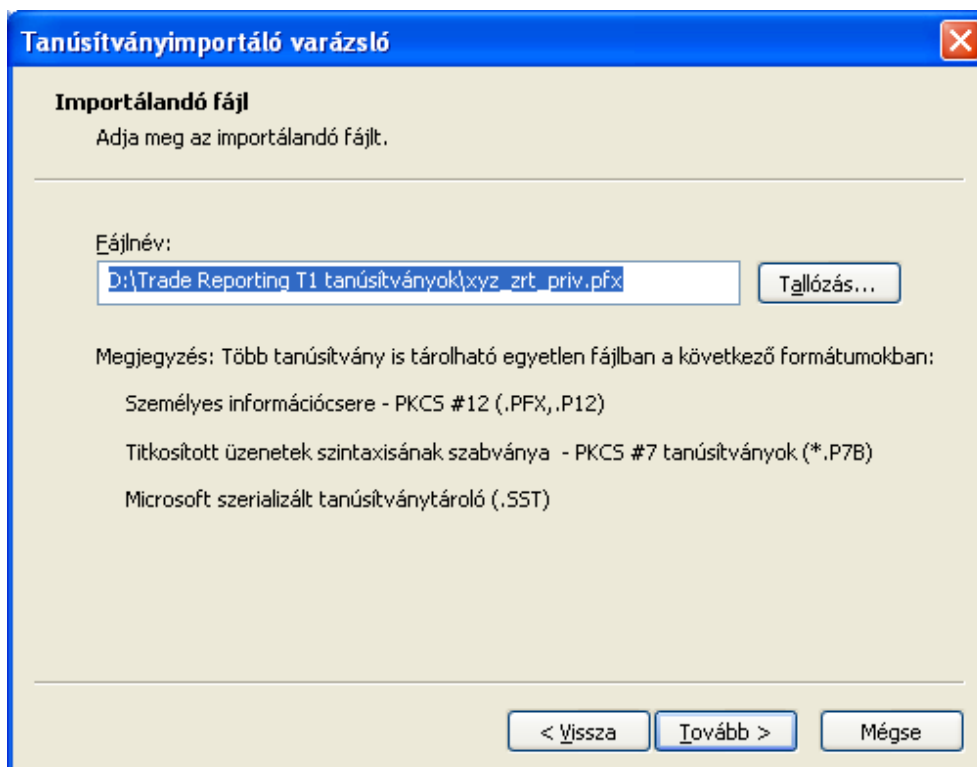 Tanúsítványimportáló varázsló
Importálandó fájl
Adja meg az importálandó fájlt.
Fájlnév:
D:\Trade Reporting T1 tanúsítványok\xyz_zrt_priv.pfx
Tallózás...
Megjegyzés: Több tanúsítvány is tárolható egyetlen fájlban a következő formátumokban:
Személyes információcsere - PKCS #12 (.PFX,.P12)
Titkosított üzenetek szintaxisának szabványa  - PKCS #7 tanúsítványok (*.P7B)
Microsoft szerializált tanúsítványtároló (.SST)
< Vissza
Tovább >
Mégse